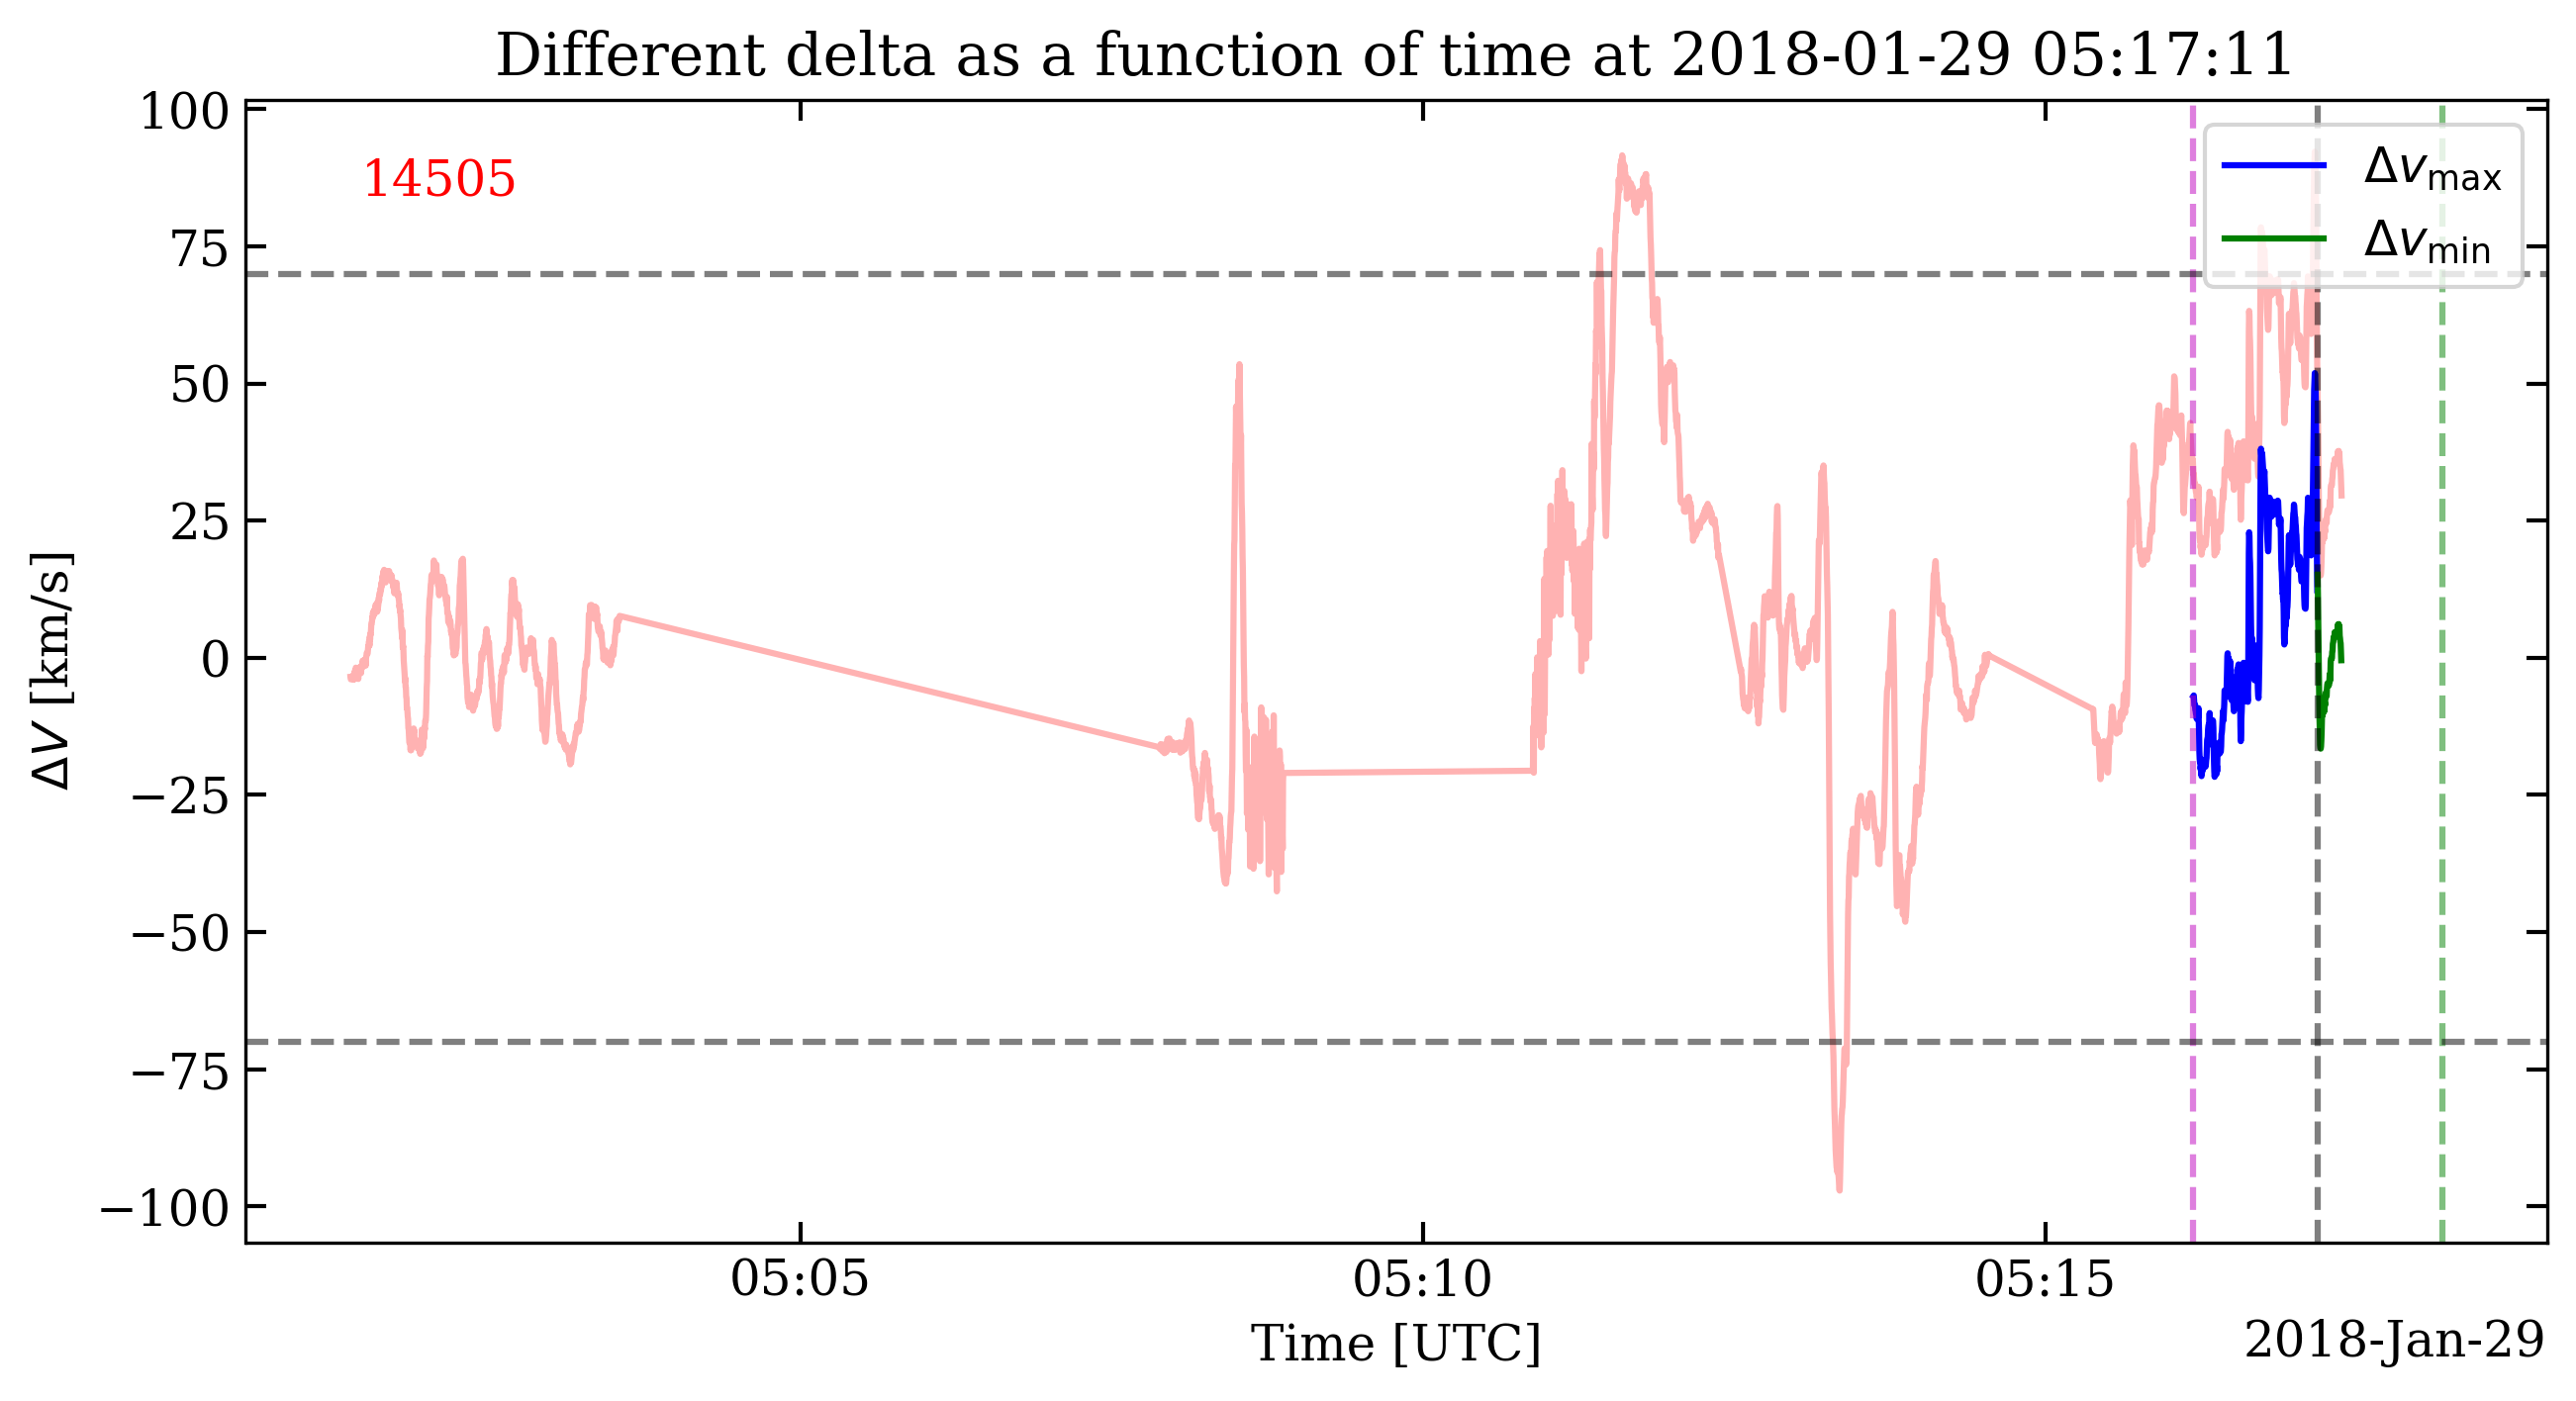 Different delta as a function of time at 2018-01-29 05:17:11
100
75
50
25
0
−25
−50
−75
−100
ΔV [km/s]
14505
Δv_max
Δv_min
05:05
05:10
05:15
Time [UTC]
2018-Jan-29